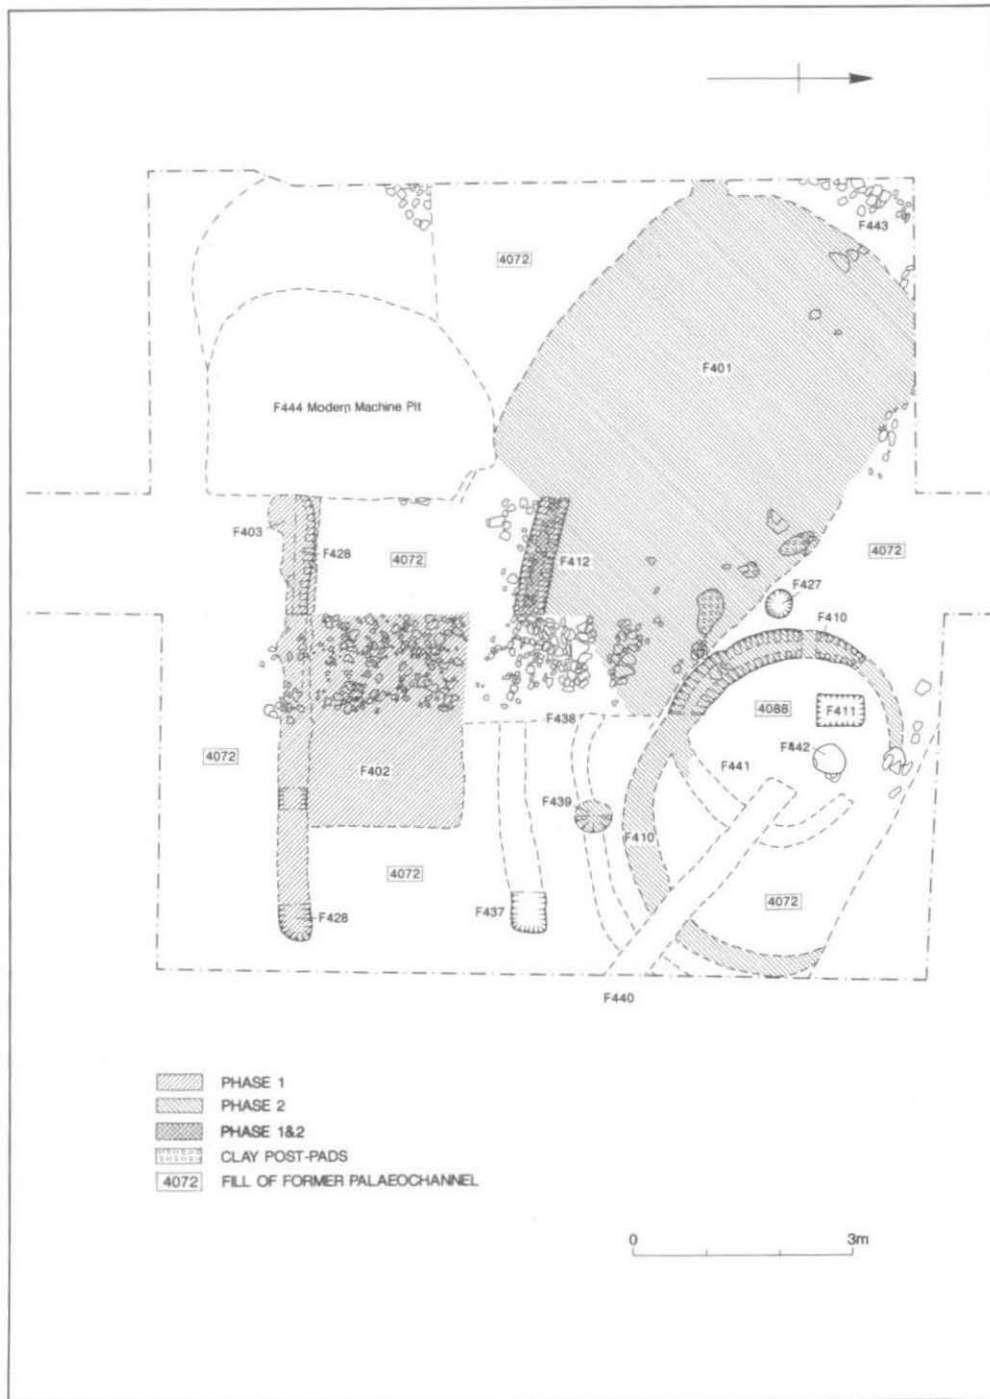 F443
4072
F401
F444 Modern Machine Pit
F403
F428
4072
F412
4072
F427
F410
4088
F411
F438
F442
4072
F402
F441
F439
F410
4072
4072
F437
F428
F440
PHASE 1
PHASE 2
PHASE 1&2
CLAY POST-PADS
4072 FILL OF FORMER PALAEOCHANNEL
0 3m